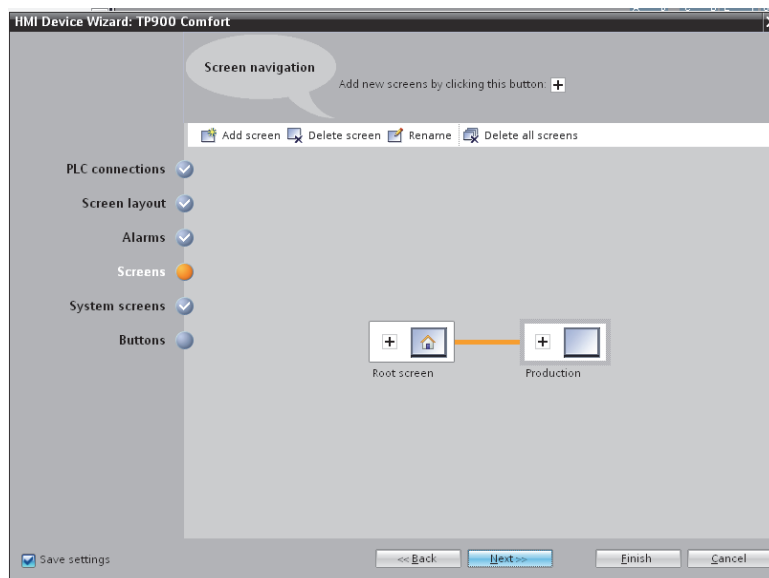 HMI Device Wizard: TP900 Comfort
Screen navigation
Add new screens by clicking this button:
Add screen Delete screen Rename Delete all screens
PLC connections
Screen layout
Alarms
Screens
System screens
Buttons
Root screen
Production
Save settings
<< Back Next >> Finish Cancel